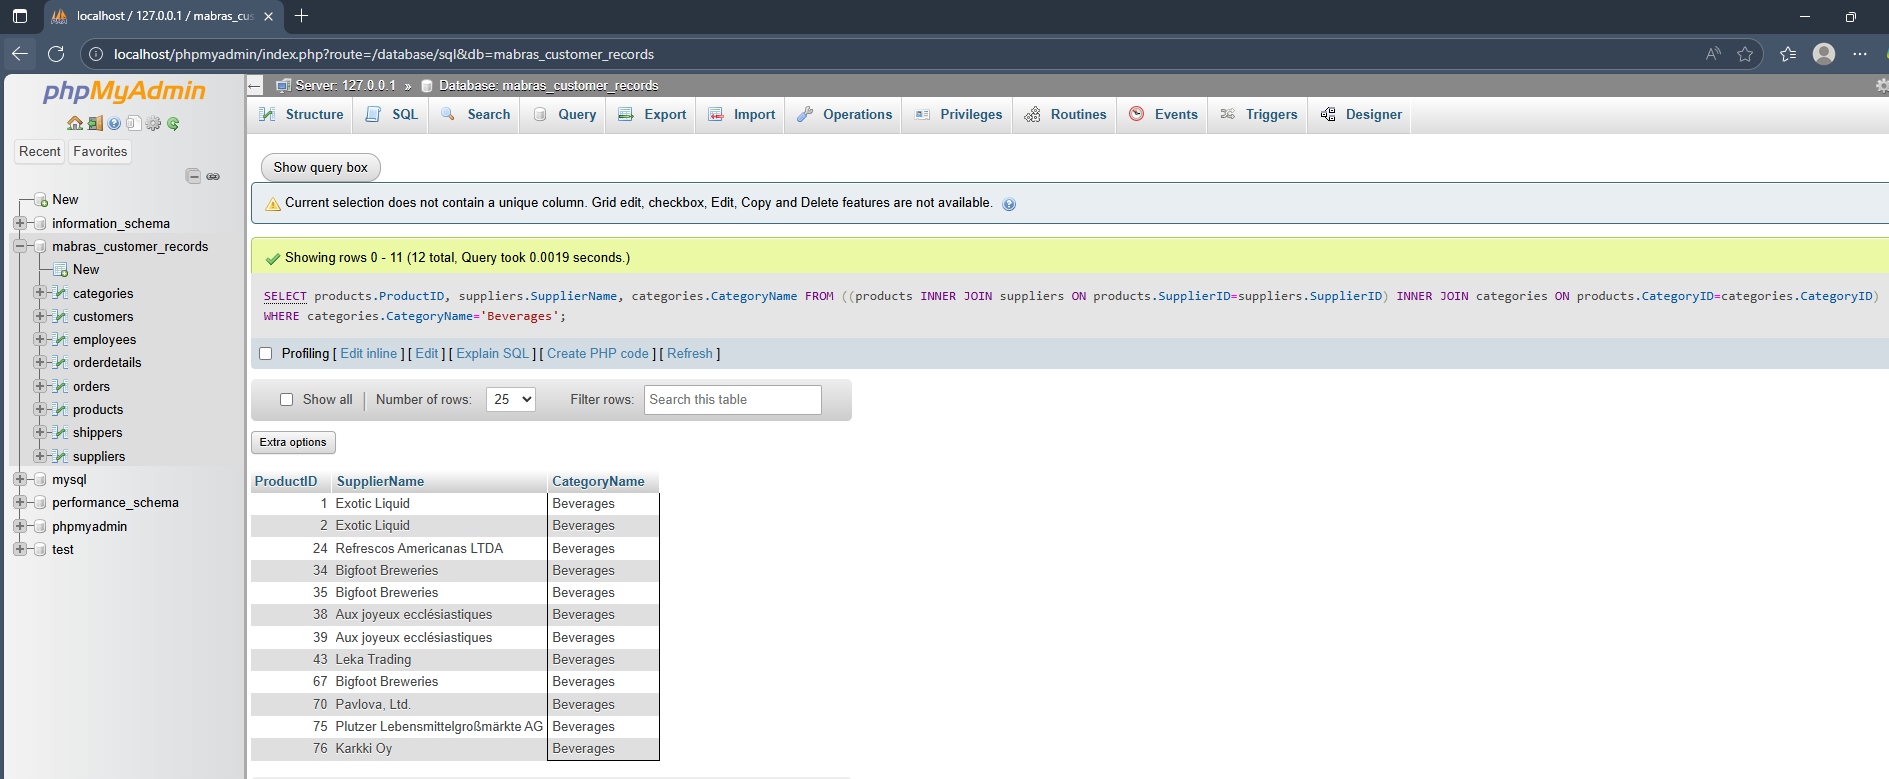 localhost / 127.0.0.1 / mabras_cus
localhost/phpmyadmin/index.php?route=/database/sql&db=mabras_customer_records
phpMyAdmin
Recent Favorites
New
information_schema
mabras_customer_records
New
categories
customers
employees
orderdetails
orders
products
shippers
suppliers
mysql
performance_schema
phpmyadmin
test
Server: 127.0.0.1 » Database: mabras_customer_records
Structure SQL Search Query Export Import Operations Privileges Routines Events Triggers Designer
Show query box
Current selection does not contain a unique column. Grid edit, checkbox, Edit, Copy and Delete features are not available.
Showing rows 0 - 11 (12 total, Query took 0.0019 seconds.)
SELECT products.ProductID, suppliers.SupplierName, categories.CategoryName FROM ((products INNER JOIN suppliers ON products.SupplierID=suppliers.SupplierID) INNER JOIN categories ON products.CategoryID=categories.CategoryID)
WHERE categories.CategoryName='Beverages';
Profiling [ Edit inline ] [ Edit ] [ Explain SQL ] [ Create PHP code ] [ Refresh ]
Show all | Number of rows: 25 Filter rows: Search this table
Extra options
ProductID SupplierName CategoryName
1 Exotic Liquid Beverages
2 Exotic Liquid Beverages
24 Refrescos Americanas LTDA Beverages
34 Bigfoot Breweries Beverages
35 Bigfoot Breweries Beverages
38 Aux joyeux ecclésiastiques Beverages
39 Aux joyeux ecclésiastiques Beverages
43 Leka Trading Beverages
67 Bigfoot Breweries Beverages
70 Pavlova, Ltd. Beverages
75 Plutzer Lebensmittelgroßmärkte AG Beverages
76 Karkki Oy Beverages